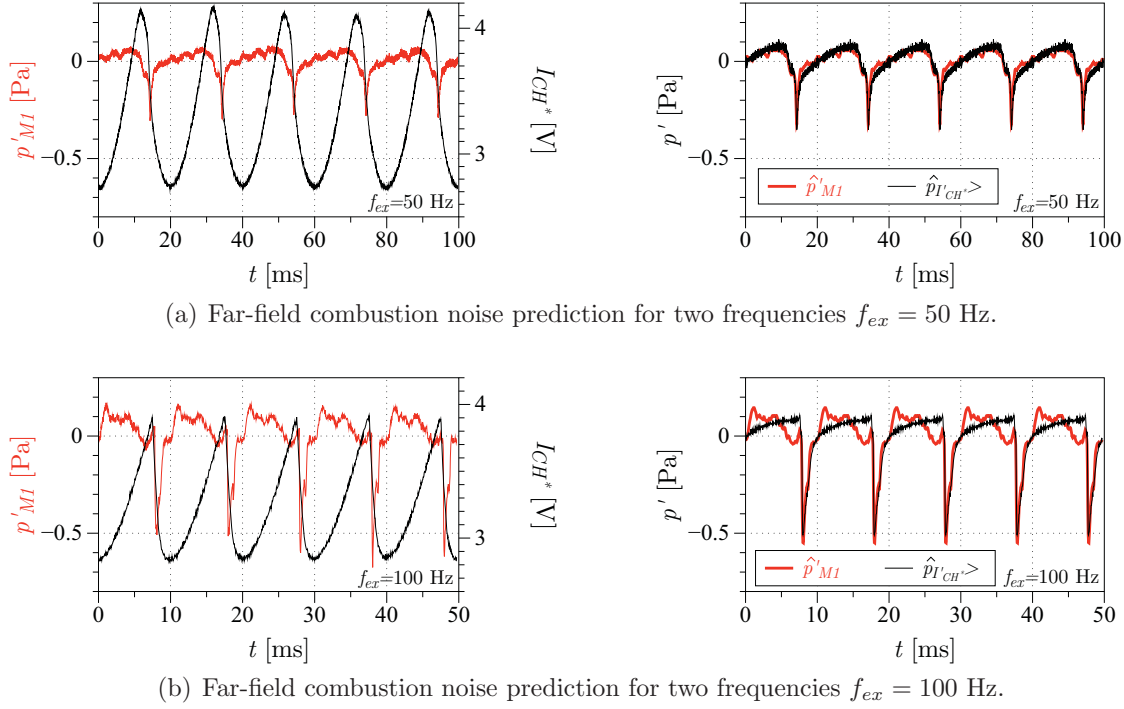 0
−0.5
p′M1 [Pa]
4
3
ICH* [V]
fex=50 Hz
0 20 40 60 80 100
t [ms]
0
−0.5
p′ [Pa]
p̂′M1 p̂I′CH*>
fex=50 Hz
0 20 40 60 80 100
t [ms]
(a) Far-field combustion noise prediction for two frequencies fex = 50 Hz.
0
−0.5
p′M1 [Pa]
4
3
ICH* [V]
fex=100 Hz
0 10 20 30 40 50
t [ms]
0
−0.5
p′ [Pa]
p̂′M1 p̂I′CH*>
fex=100 Hz
0 10 20 30 40 50
t [ms]
(b) Far-field combustion noise prediction for two frequencies fex = 100 Hz.